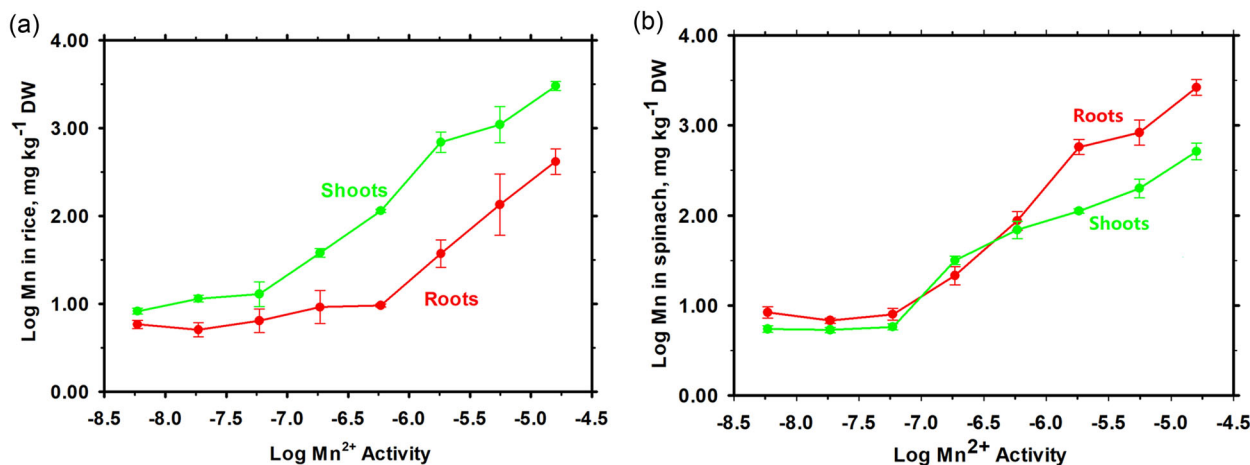 (a)
Log Mn in rice, mg kg⁻¹ DW
4.00
3.00
2.00
1.00
0.00
Shoots
Roots
-8.5 -8.0 -7.5 -7.0 -6.5 -6.0 -5.5 -5.0 -4.5
Log Mn²⁺ Activity
(b)
Log Mn in spinach, mg kg⁻¹ DW
4.00
3.00
2.00
1.00
0.00
Roots
Shoots
-8.5 -8.0 -7.5 -7.0 -6.5 -6.0 -5.5 -5.0 -4.5
Log Mn²⁺ Activity